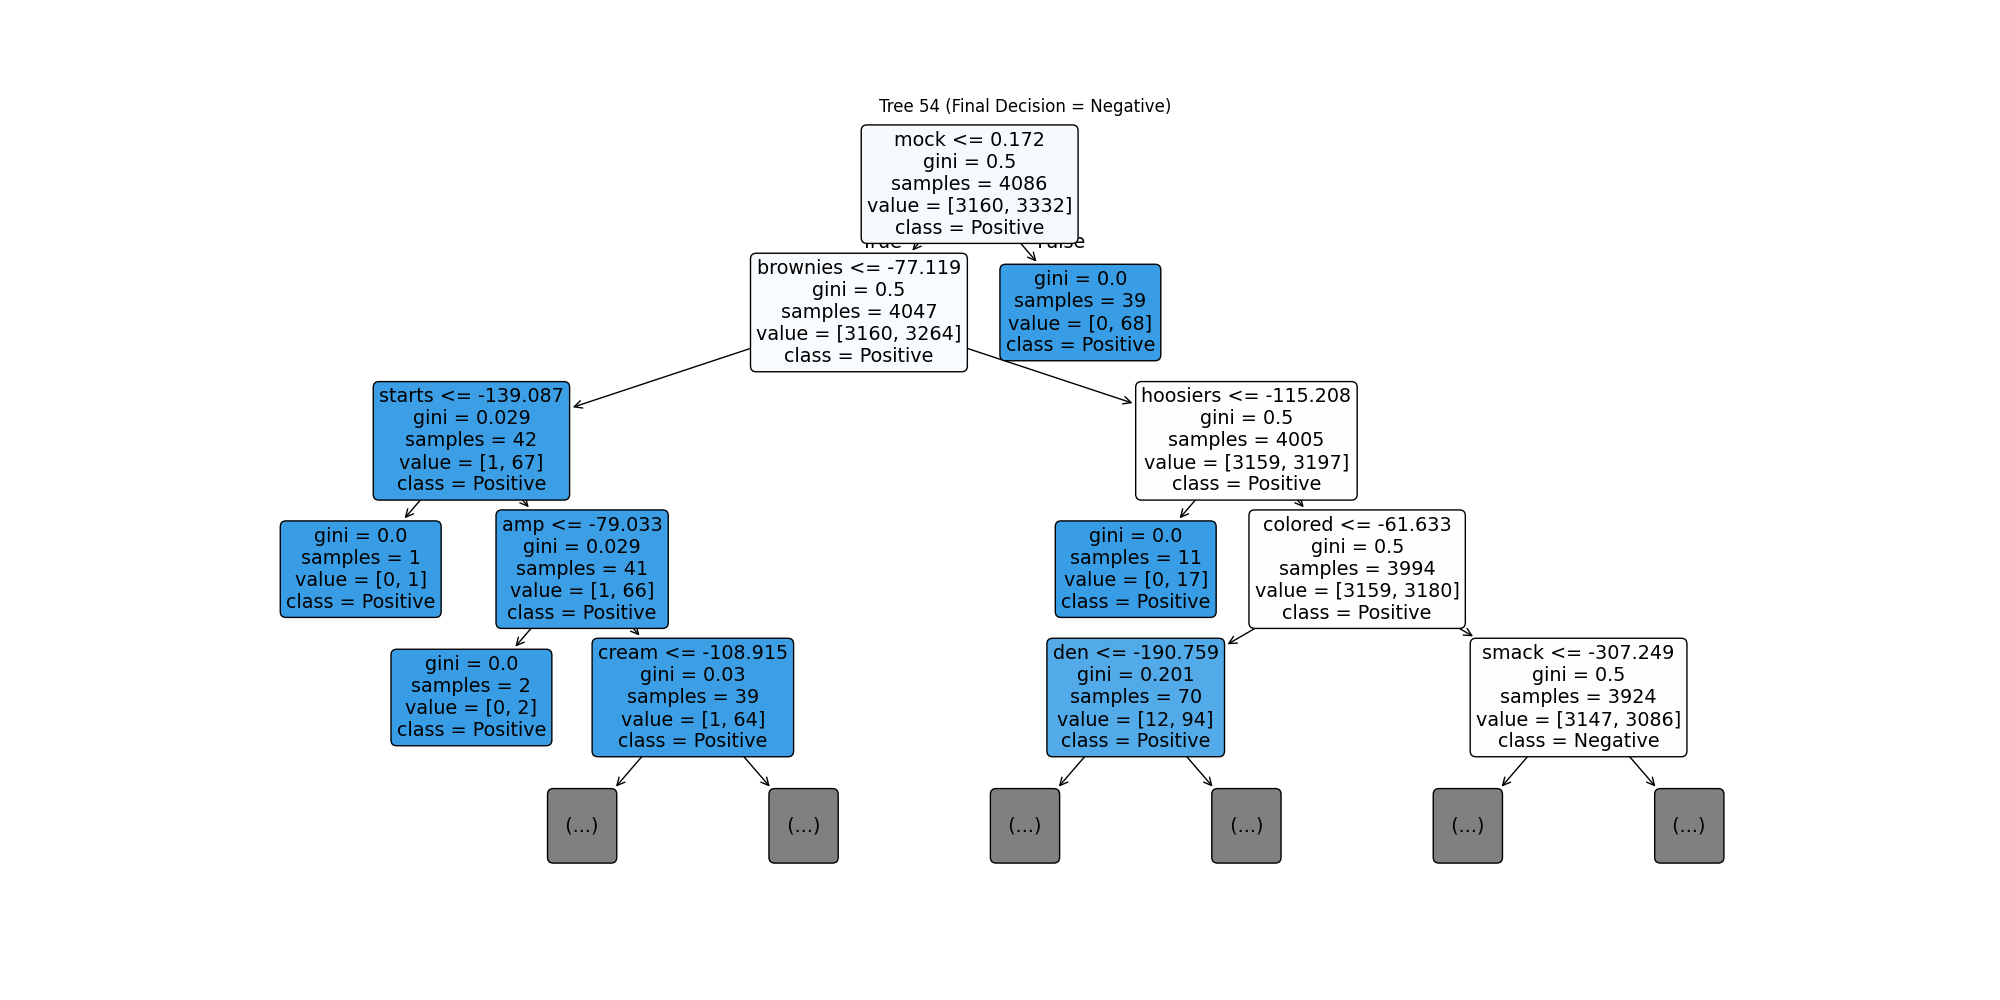 Tree 54 (Final Decision = Negative)
mock <= 0.172
gini = 0.5
samples = 4086
value = [3160, 3332]
class = Positive
True
False
brownies <= -77.119
gini = 0.5
samples = 4047
value = [3160, 3264]
class = Positive
gini = 0.0
samples = 39
value = [0, 68]
class = Positive
starts <= -139.087
gini = 0.029
samples = 42
value = [1, 67]
class = Positive
hoosiers <= -115.208
gini = 0.5
samples = 4005
value = [3159, 3197]
class = Positive
gini = 0.0
samples = 1
value = [0, 1]
class = Positive
amp <= -79.033
gini = 0.029
samples = 41
value = [1, 66]
class = Positive
gini = 0.0
samples = 11
value = [0, 17]
class = Positive
colored <= -61.633
gini = 0.5
samples = 3994
value = [3159, 3180]
class = Positive
gini = 0.0
samples = 2
value = [0, 2]
class = Positive
cream <= -108.915
gini = 0.03
samples = 39
value = [1, 64]
class = Positive
den <= -190.759
gini = 0.201
samples = 70
value = [12, 94]
class = Positive
smack <= -307.249
gini = 0.5
samples = 3924
value = [3147, 3086]
class = Negative
(...)
(...)
(...)
(...)
(...)
(...)